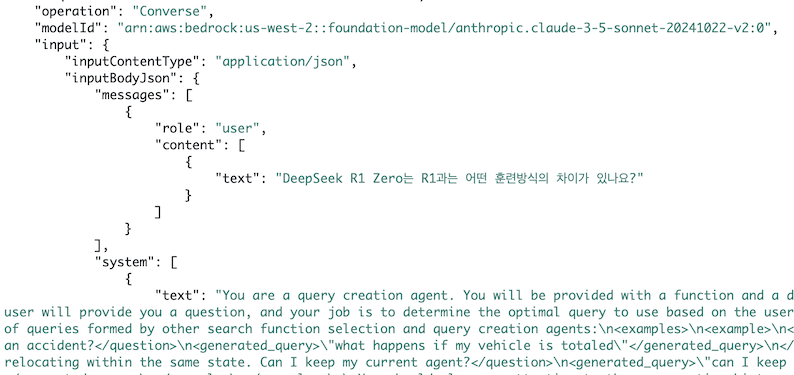 "operation": "Converse",
"modelId": "arn:aws:bedrock:us-west-2::foundation-model/anthropic.claude-3-5-sonnet-20241022-v2:0",
"input": {
"inputContentType": "application/json",
"inputBodyJson": {
"messages": [
{
"role": "user",
"content": [
{
"text": "DeepSeek R1 Zero는 R1과는 어떤 훈련방식의 차이가 있나요?"
}
]
}
],
"system": [
{
"text": "You are a query creation agent. You will be provided with a function and a d
user will provide you a question, and your job is to determine the optimal query to use based on the user
of queries formed by other search function selection and query creation agents:\n<examples>\n<example>\n<
an accident?</question>\n<generated_query>\"what happens if my vehicle is totaled\"</generated_query>\n</
relocating within the same state. Can I keep my current agent?</question>\n<generated_query>\"can I keep